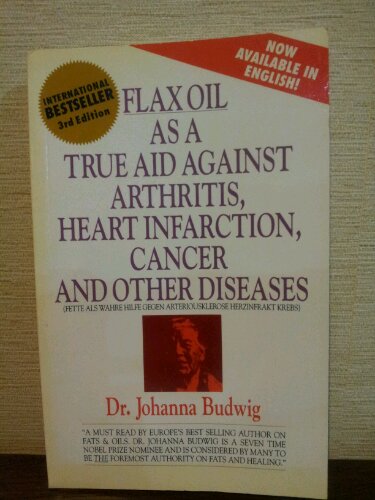 NOW
AVAILABLE IN
ENGLISH!
INTERNATIONAL
BESTSELLER
3rd Edition
FLAX OIL
AS A
TRUE AID AGAINST
ARTHRITIS,
HEART INFARCTION,
CANCER
AND OTHER DISEASES
(FETTE ALS WAHRE HILFE GEGEN ARTERIOSKLEROSE HERZINFRAKT KREBS)
Dr. Johanna Budwig
"A MUST READ BY EUROPE'S BEST SELLING AUTHOR ON
FATS & OILS. DR. JOHANNA BUDWIG IS A SEVEN TIME
NOBEL PRIZE NOMINEE AND IS CONSIDERED BY MANY TO
BE THE FOREMOST AUTHORITY ON FATS AND HEALING."